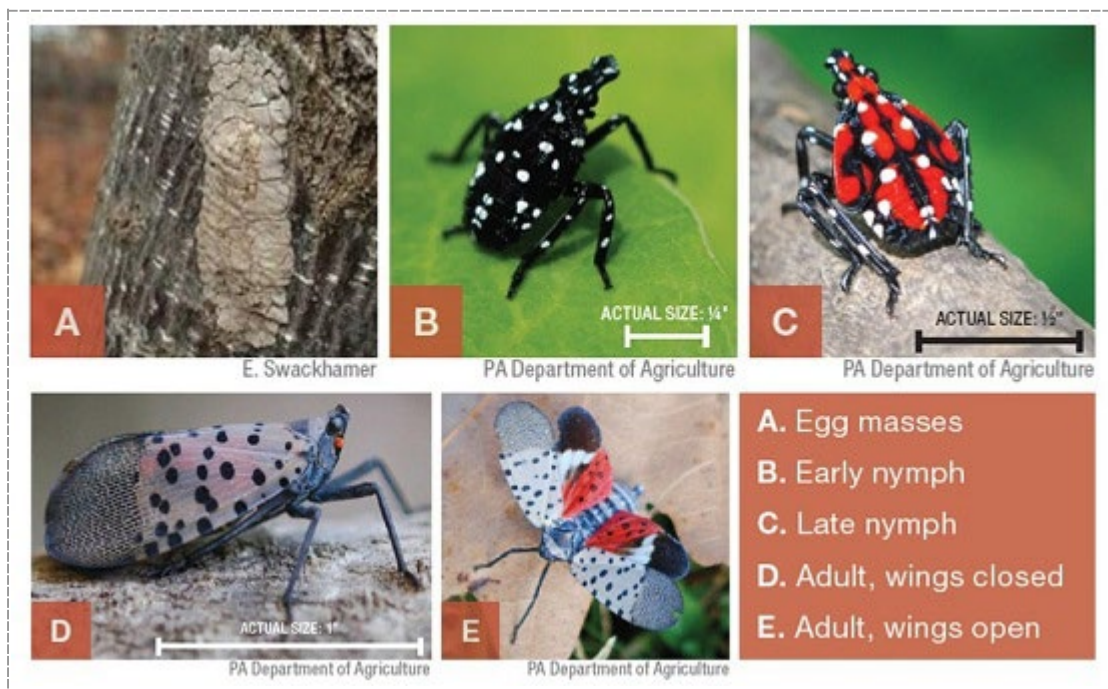 A
E. Swackhamer
B
ACTUAL SIZE: ¼"
PA Department of Agriculture
C
ACTUAL SIZE: ½"
PA Department of Agriculture
D
ACTUAL SIZE: 1"
PA Department of Agriculture
E
PA Department of Agriculture
A. Egg masses
B. Early nymph
C. Late nymph
D. Adult, wings closed
E. Adult, wings open